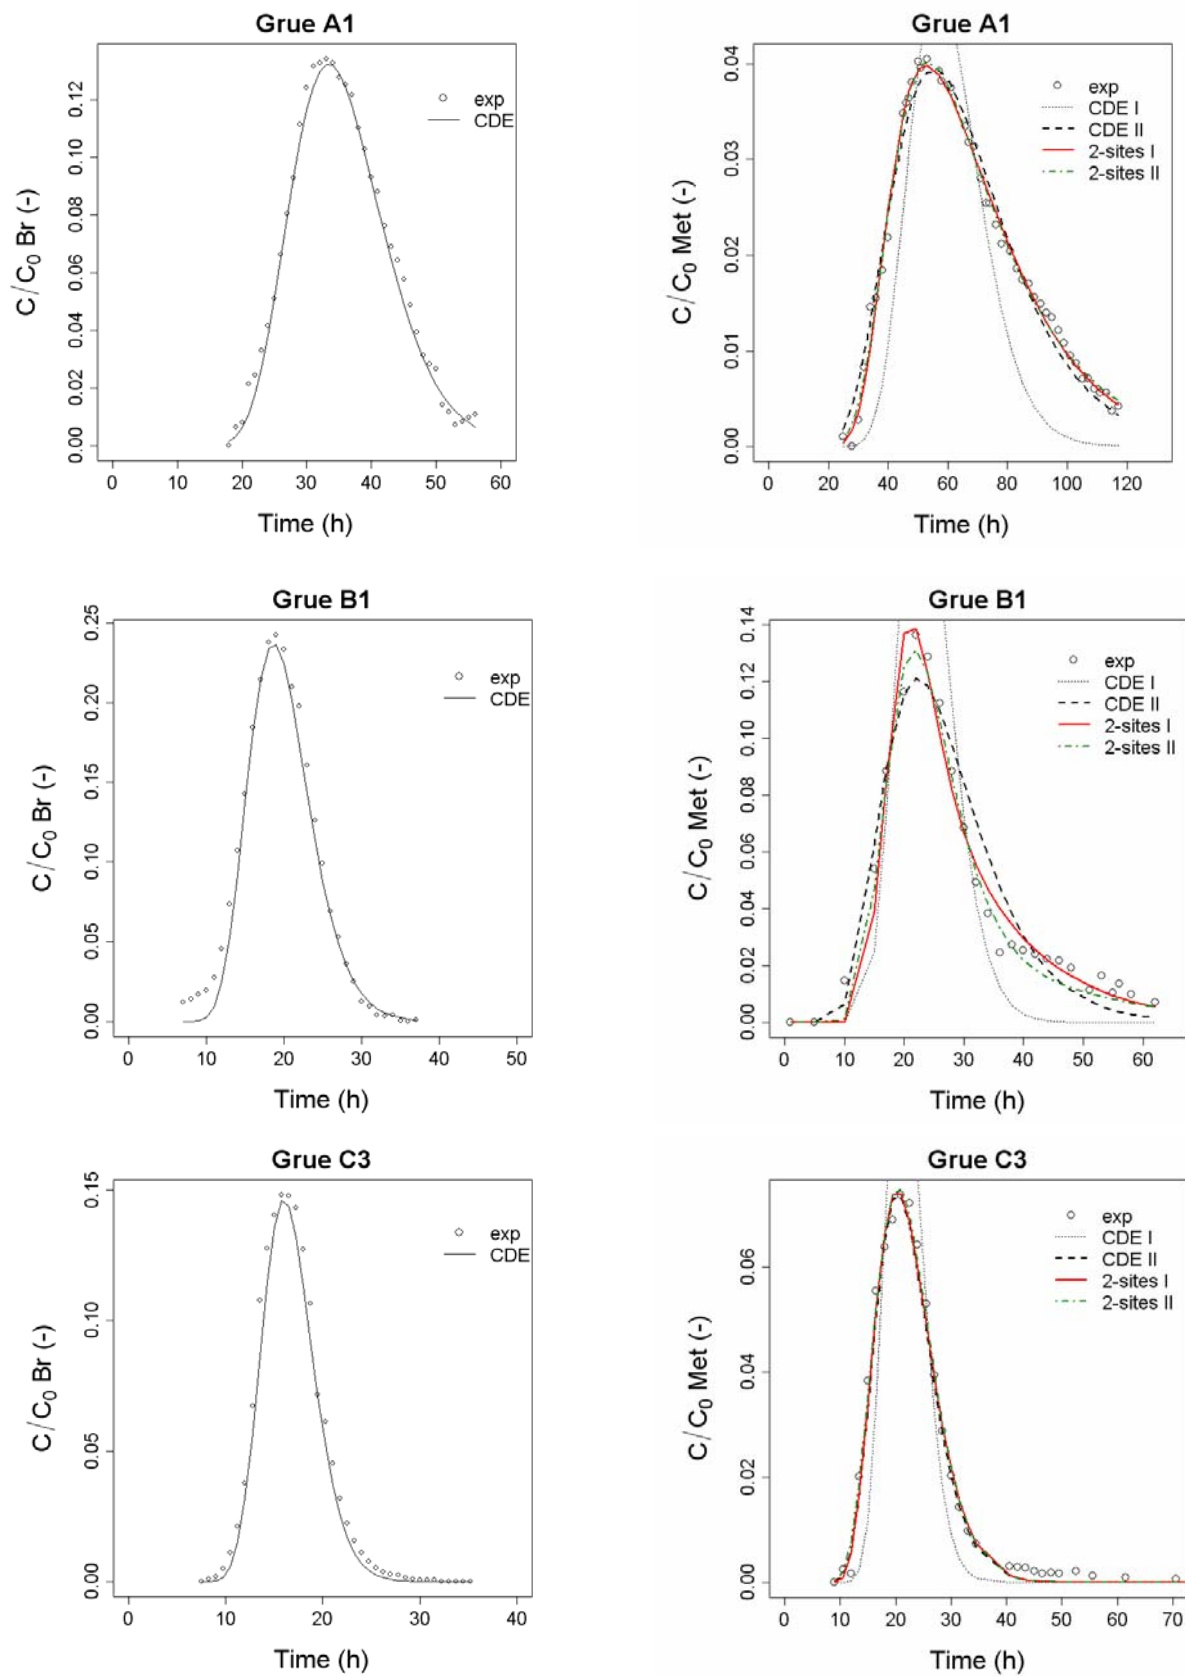 Grue A1
C/C0 Br (-)
0.00 0.02 0.04 0.06 0.08 0.10 0.12
exp
CDE
0 10 20 30 40 50 60
Time (h)
Grue A1
C/C0 Met (-)
0.00 0.01 0.02 0.03 0.04
exp
CDE I
CDE II
2-sites I
2-sites II
0 20 40 60 80 100 120
Time (h)
Grue B1
C/C0 Br (-)
0.00 0.05 0.10 0.15 0.20 0.25
exp
CDE
0 10 20 30 40 50
Time (h)
Grue B1
C/C0 Met (-)
0.00 0.02 0.04 0.06 0.08 0.10 0.12 0.14
exp
CDE I
CDE II
2-sites I
2-sites II
0 10 20 30 40 50 60
Time (h)
Grue C3
C/C0 Br (-)
0.00 0.05 0.10 0.15
exp
CDE
0 10 20 30 40
Time (h)
Grue C3
C/C0 Met (-)
0.00 0.02 0.04 0.06
exp
CDE I
CDE II
2-sites I
2-sites II
0 10 20 30 40 50 60 70
Time (h)